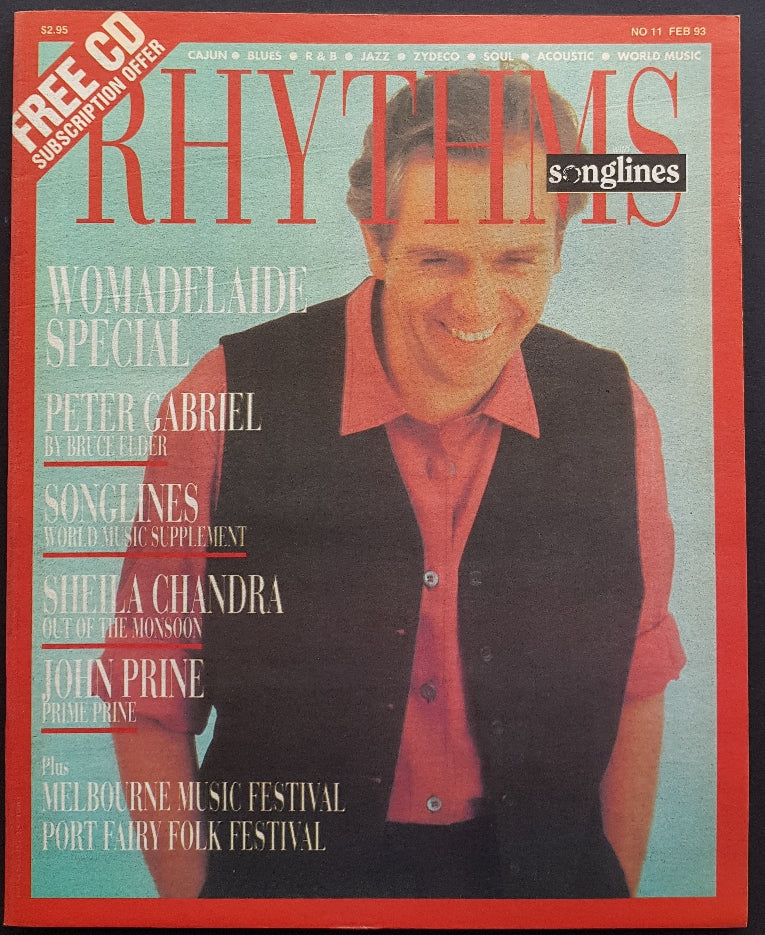 $2.95
NO 11 FEB 93
FREE CD
SUBSCRIPTION OFFER
CAJUN ● BLUES ● R & B ● JAZZ ● ZYDECO ● SOUL ● ACOUSTIC ● WORLD MUSIC
RHYTHMS
with
songlines
WOMADELAIDE
SPECIAL
PETER GABRIEL
BY BRUCE ELDER
SONGLINES
WORLD MUSIC SUPPLEMENT
SHEILA CHANDRA
OUT OF THE MONSOON
JOHN PRINE
PRIME PRINE
Plus
MELBOURNE MUSIC FESTIVAL
PORT FAIRY FOLK FESTIVAL